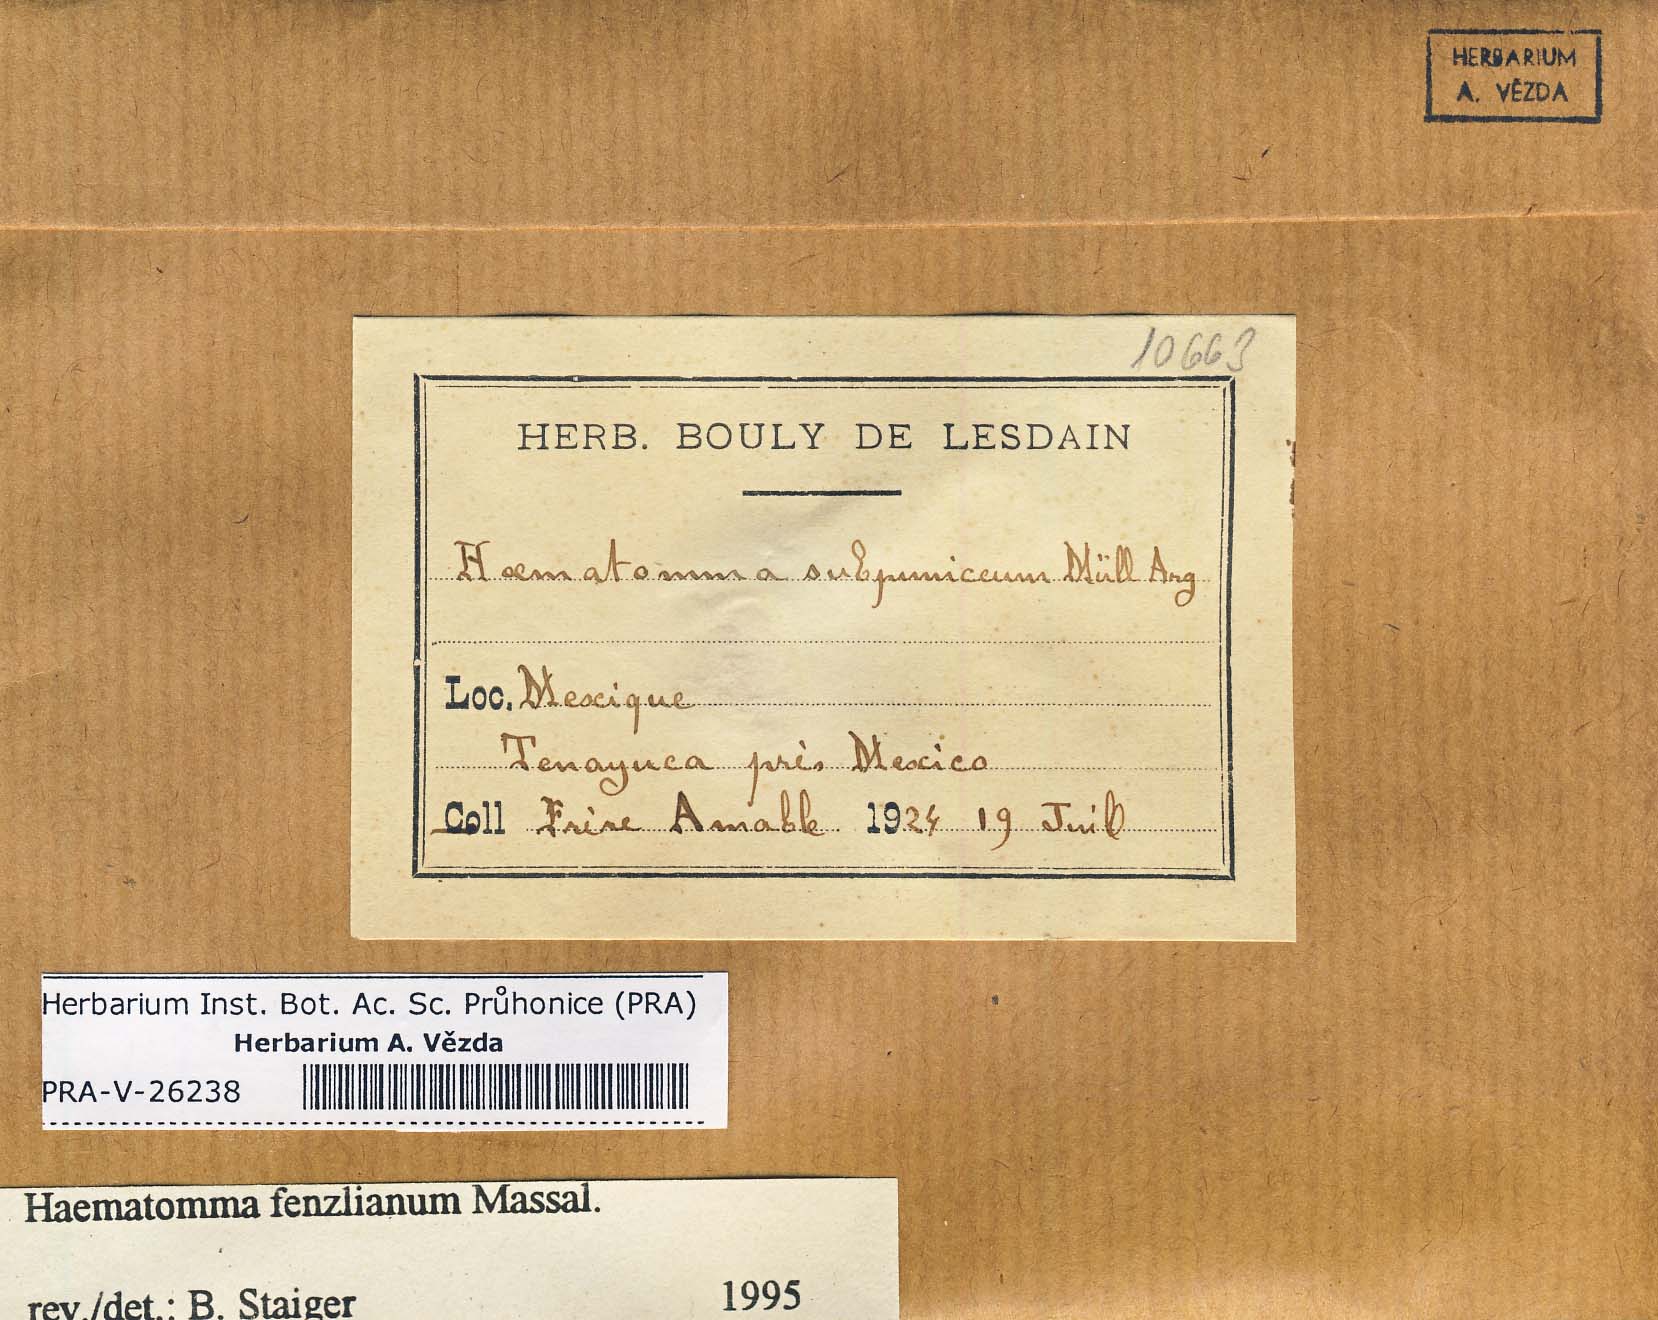 HERBARIUM
A. VĚZDA
10663
HERB. BOULY DE LESDAIN
Hæmatomma subpuniceum Müll Arg
Loc. Mexique
Tenayuca près Mexico
Coll Frère Amable 1924 19 Juil
Herbarium Inst. Bot. Ac. Sc. Průhonice (PRA)
Herbarium A. Vězda
PRA-V-26238
Haematomma fenzlianum Massal.
rev./det.: B. Staiger 1995